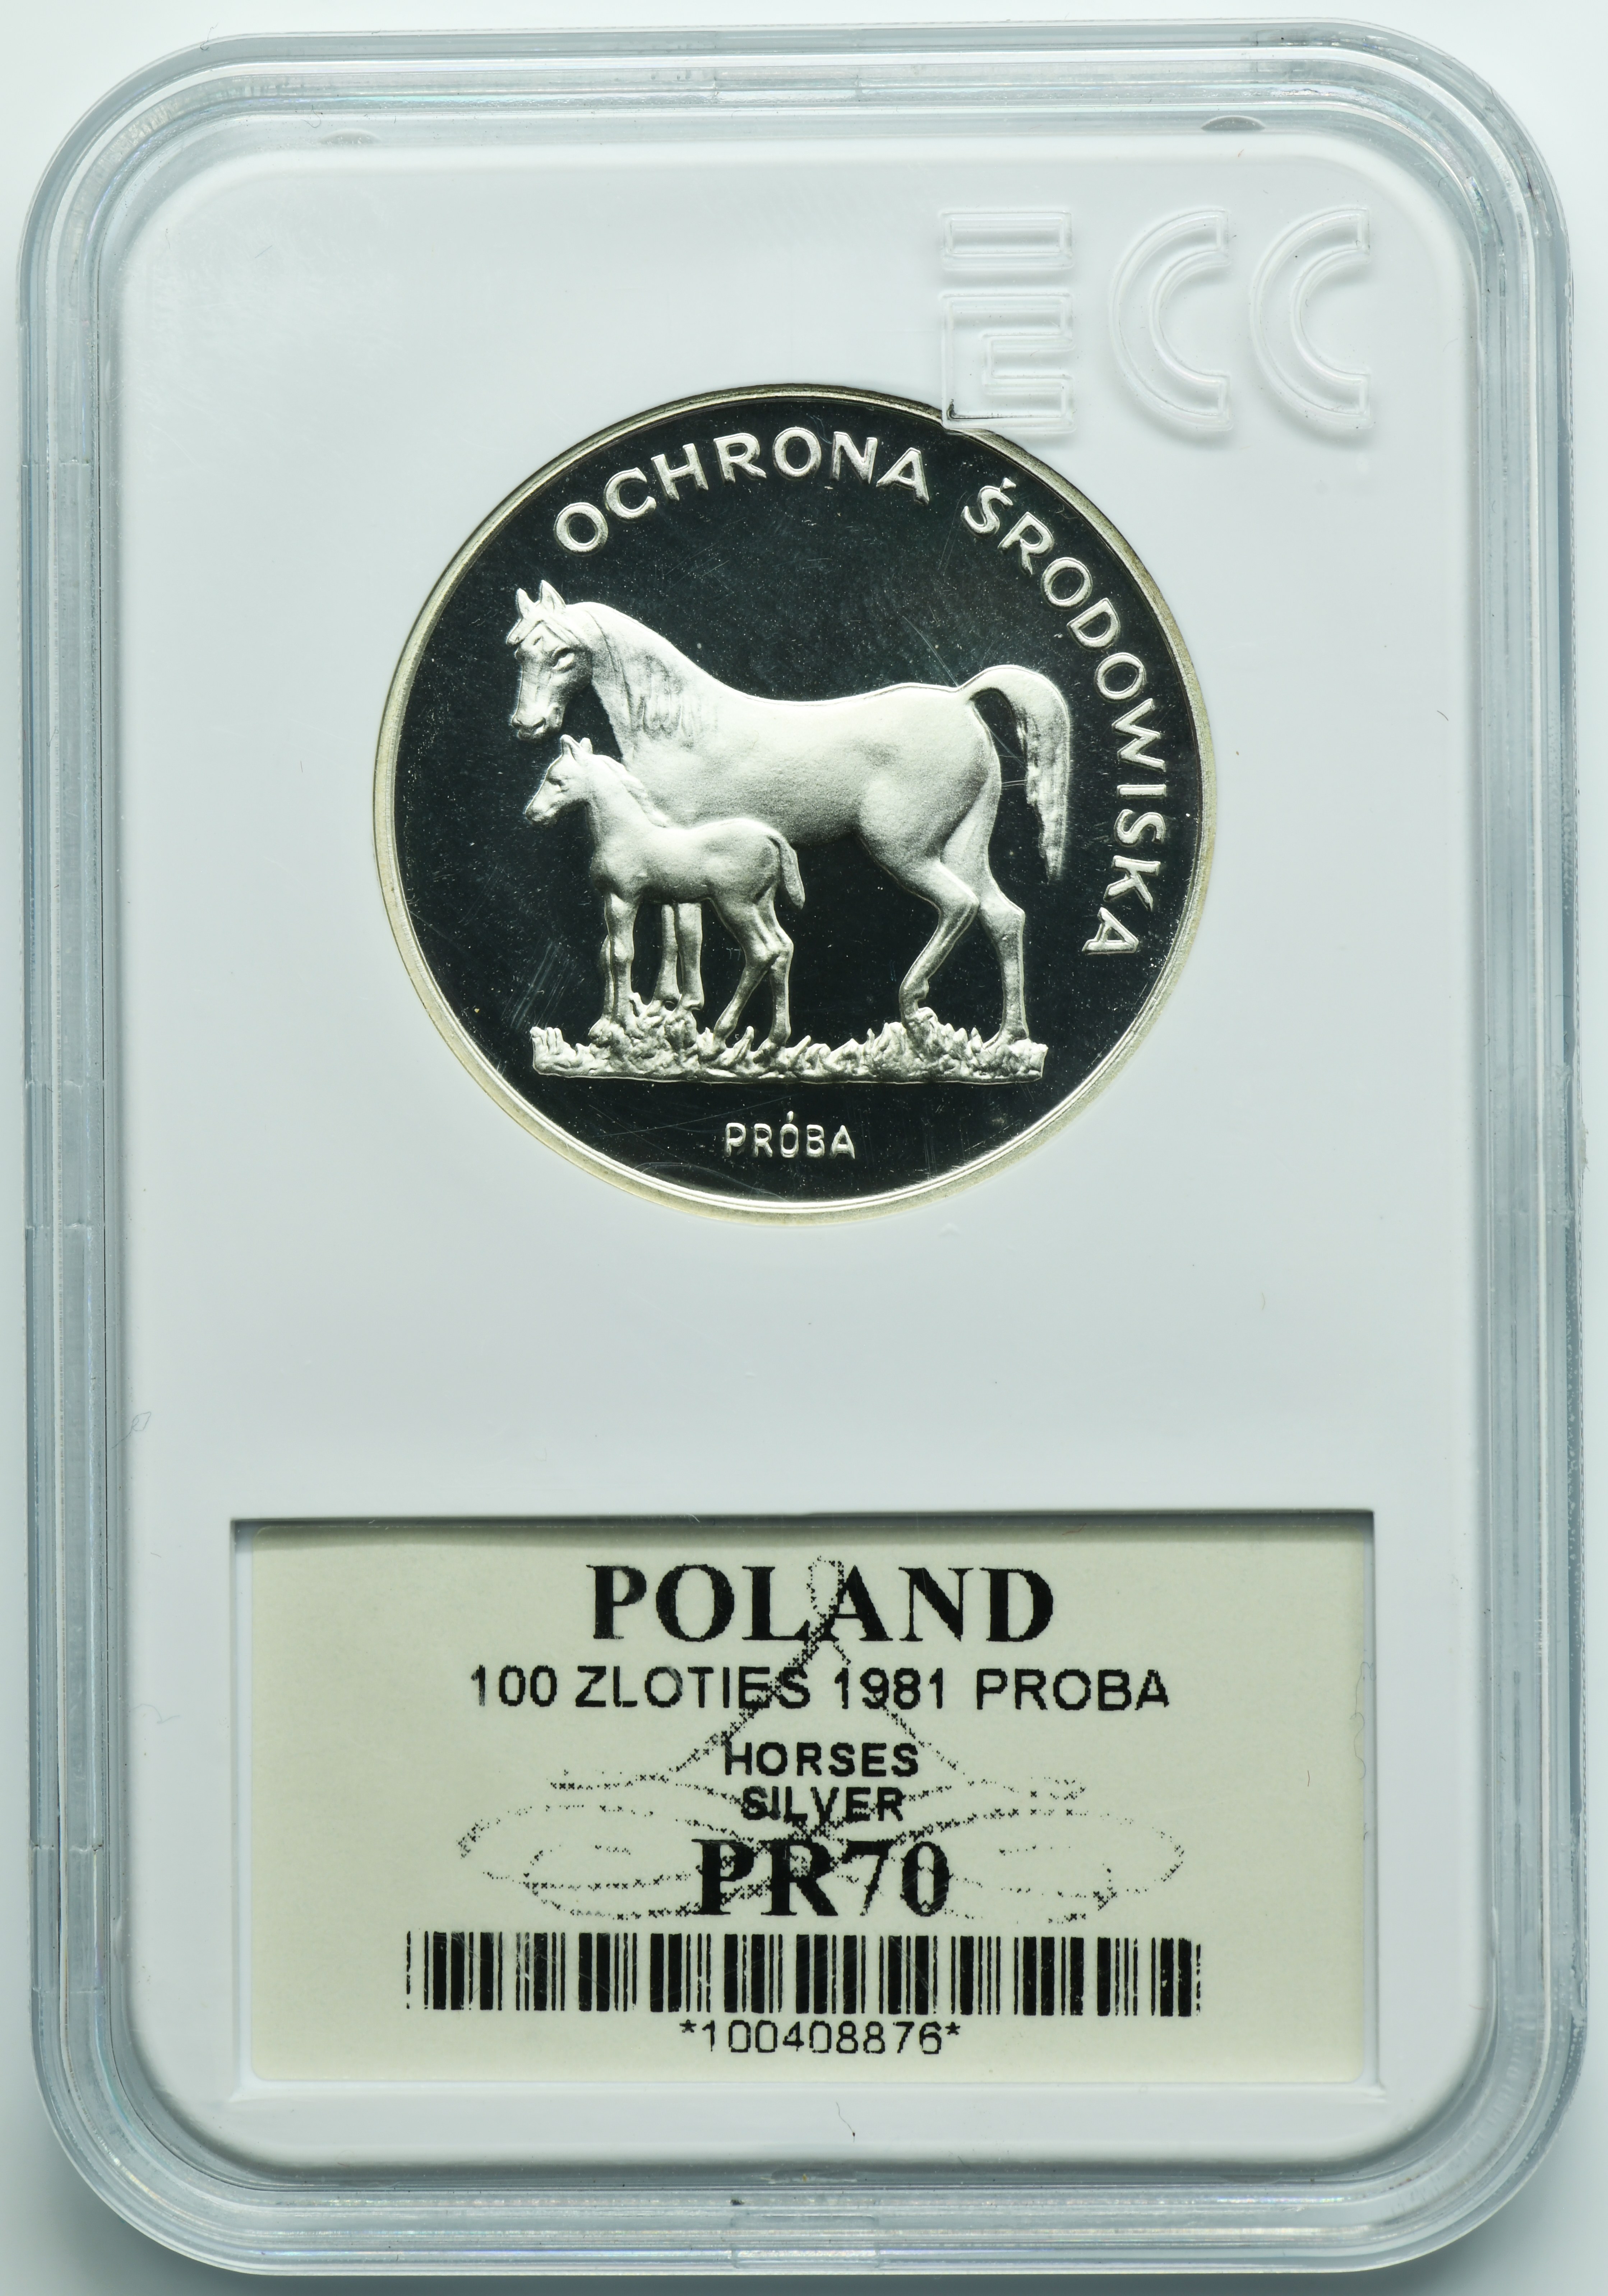 ECC
OCHRONA ŚRODOWISKA
PRÓBA
POLAND
100 ZLOTIES 1981 PROBA
HORSES
SILVER
PR70
*100408876*